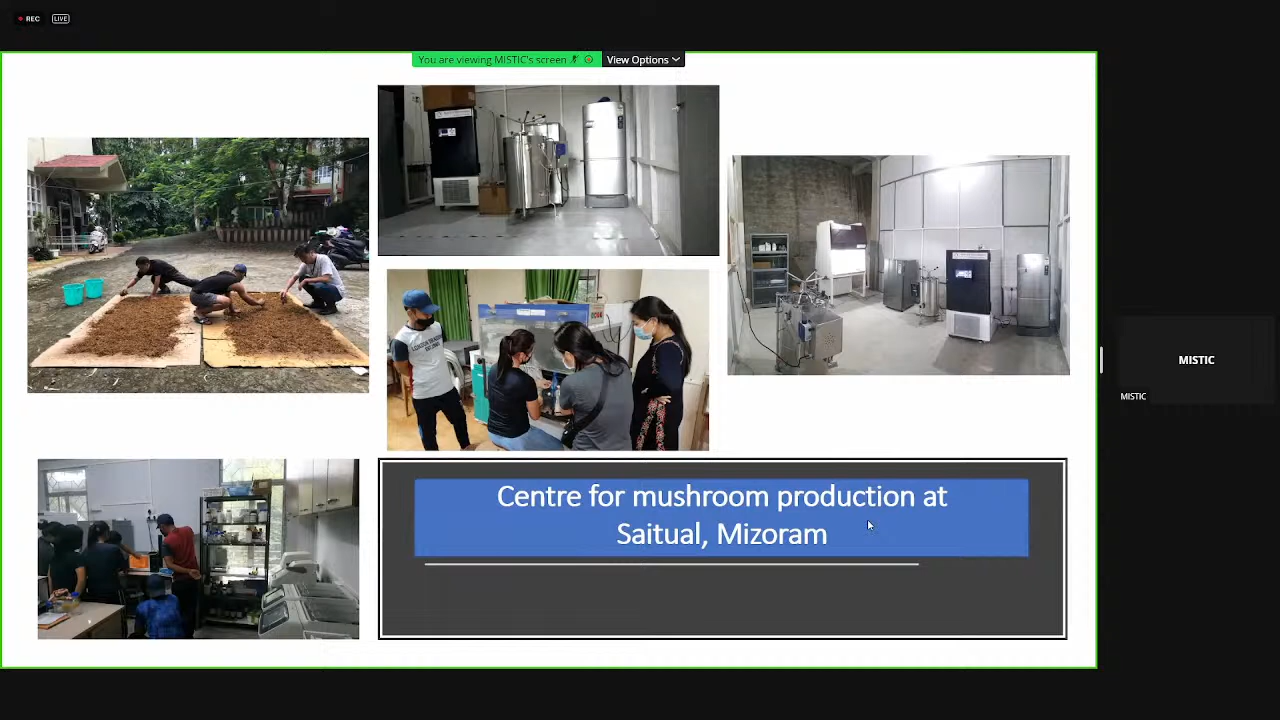 REC
LIVE
You are viewing MISTIC's screen
View Options
MISTIC
MISTIC
Centre for mushroom production at
Saitual, Mizoram